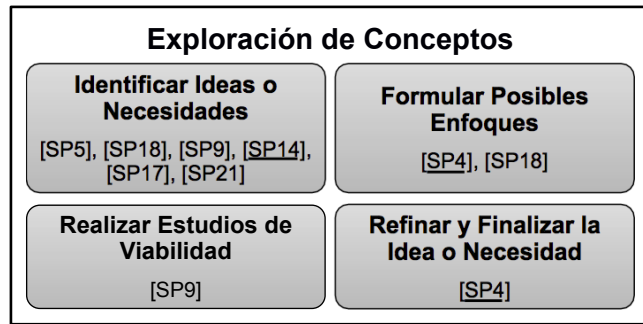 Exploración de Conceptos
Identificar Ideas o
Necesidades
[SP5], [SP18], [SP9], [SP14],
[SP17], [SP21]
Formular Posibles
Enfoques
[SP4], [SP18]
Realizar Estudios de
Viabilidad
[SP9]
Refinar y Finalizar la
Idea o Necesidad
[SP4]